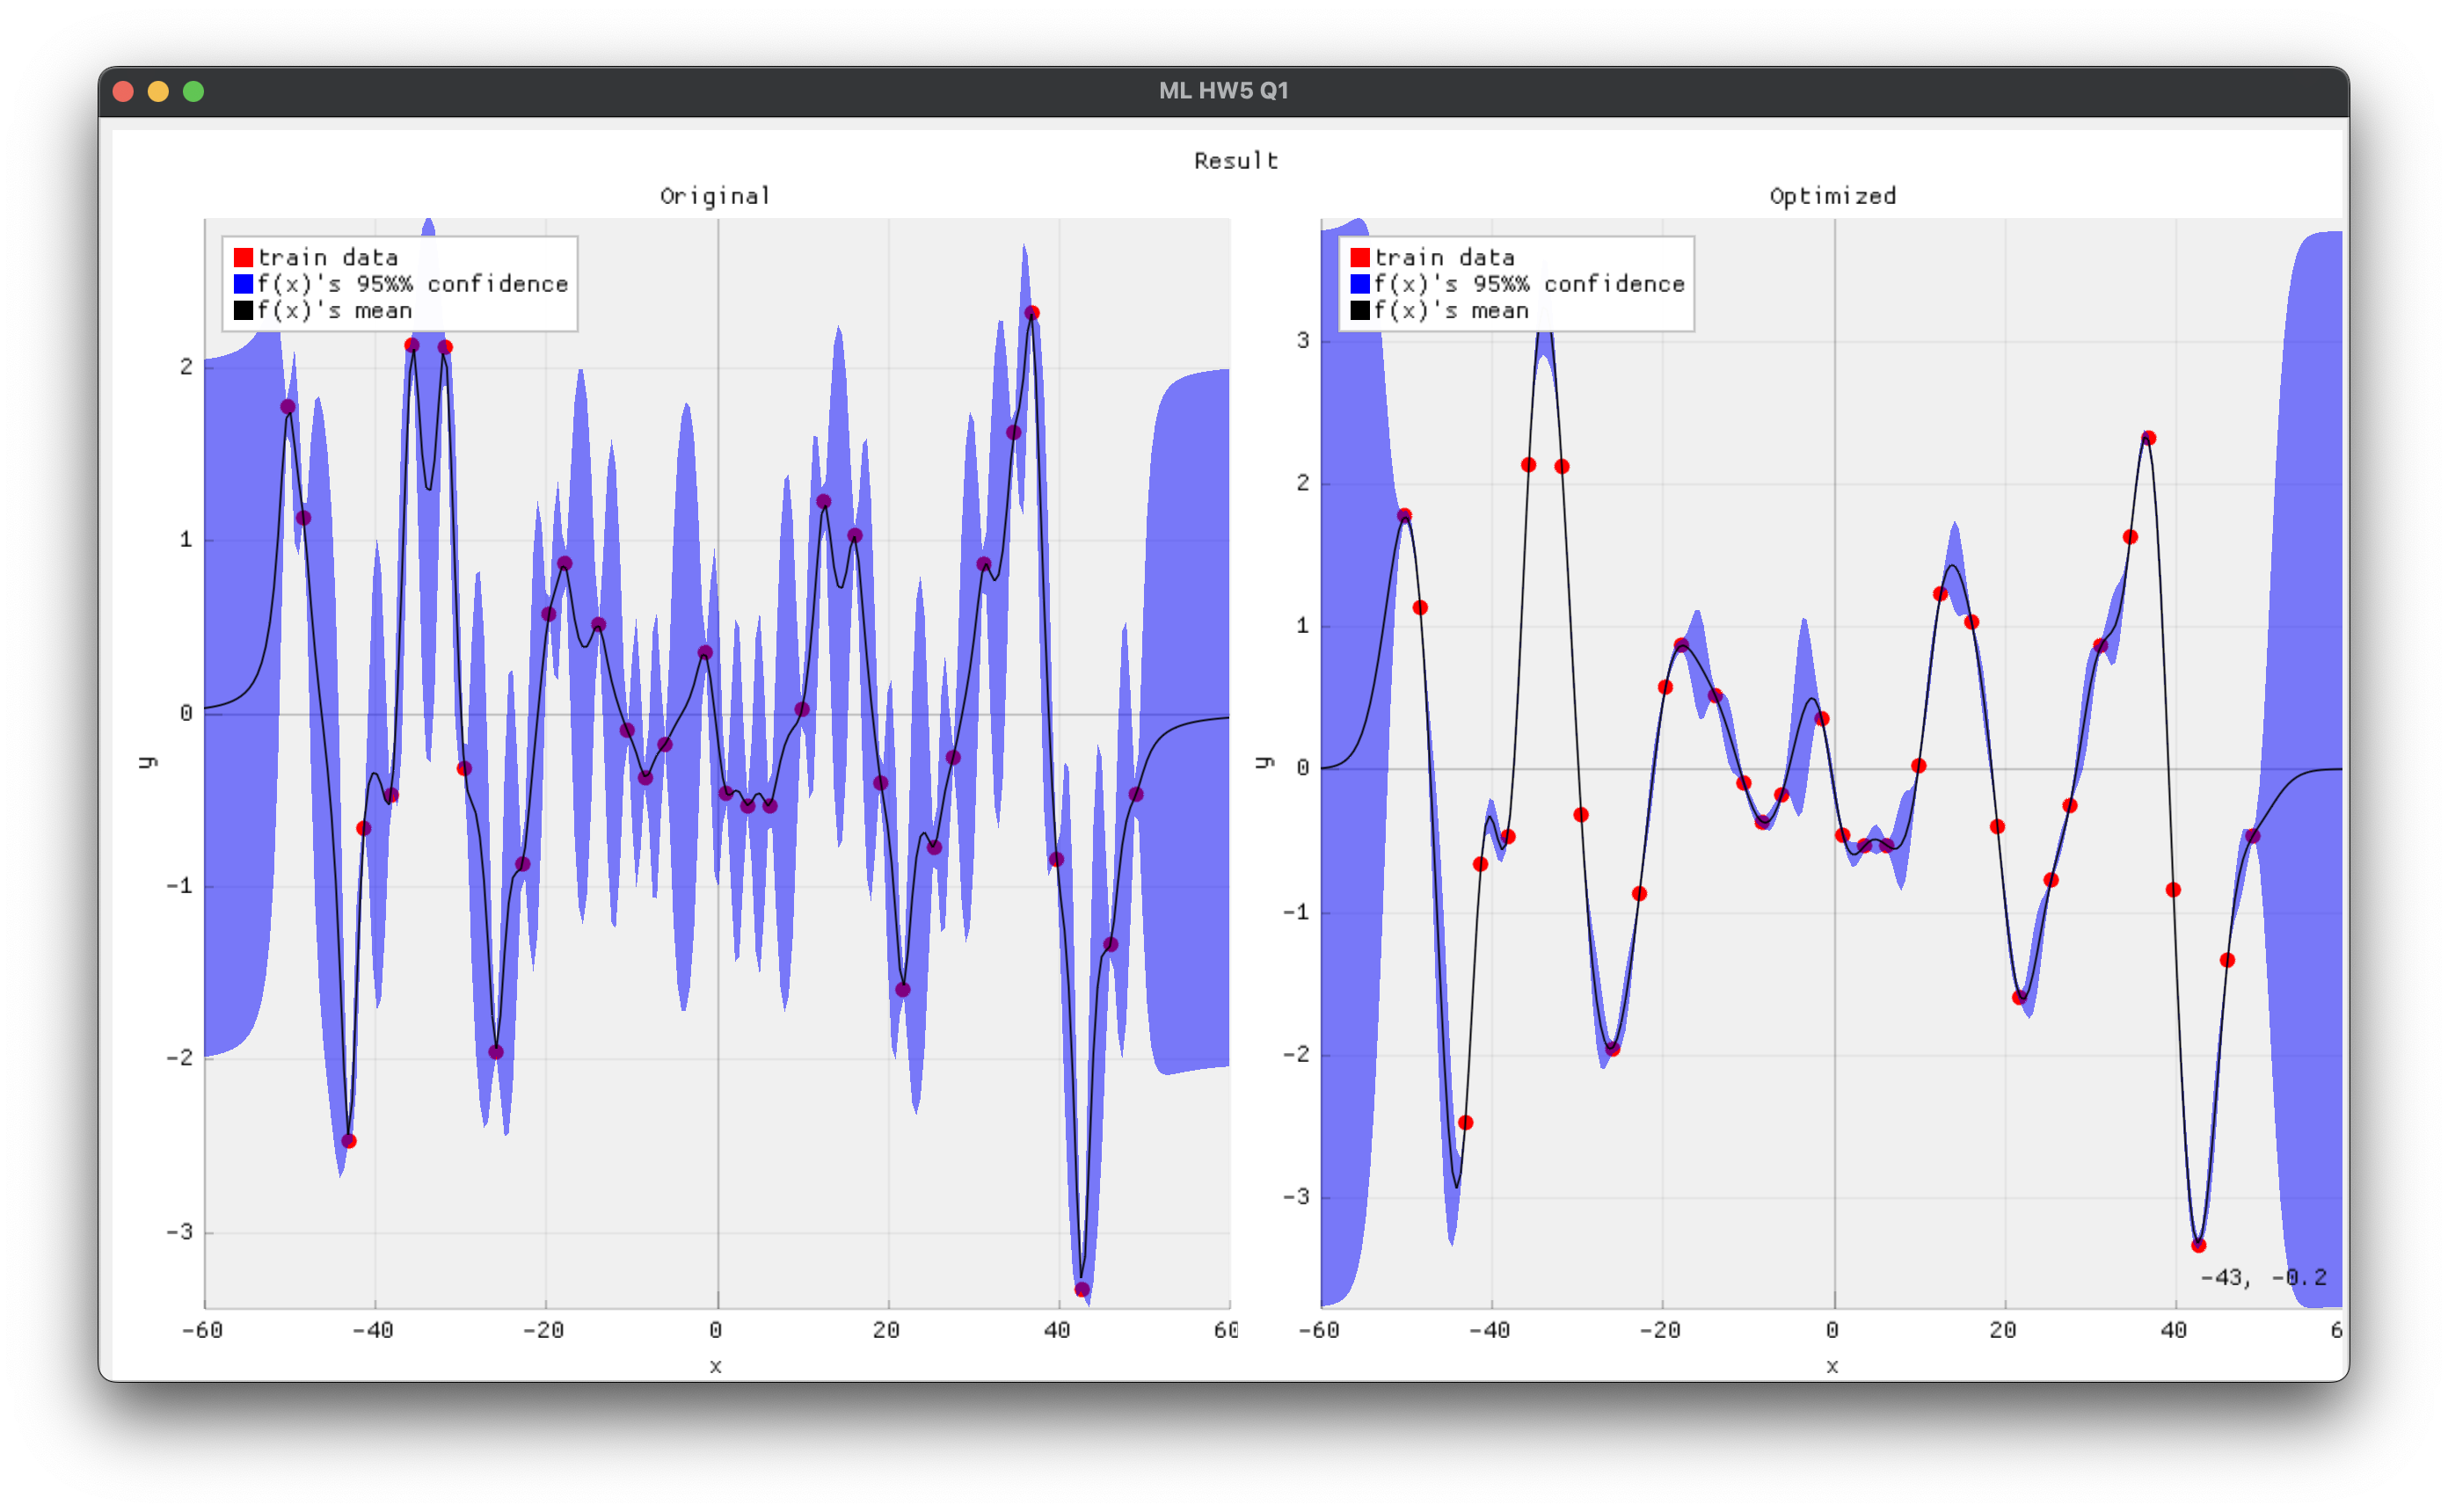 ML HW5 Q1
Result
Original
train data
f(x)'s 95%% confidence
f(x)'s mean
2
1
0
-1
-2
-3
y
-60 -40 -20 0 20 40 60
x
Optimized
train data
f(x)'s 95%% confidence
f(x)'s mean
3
2
1
0
-1
-2
-3
y
-43, -0.2
-60 -40 -20 0 20 40 6
x